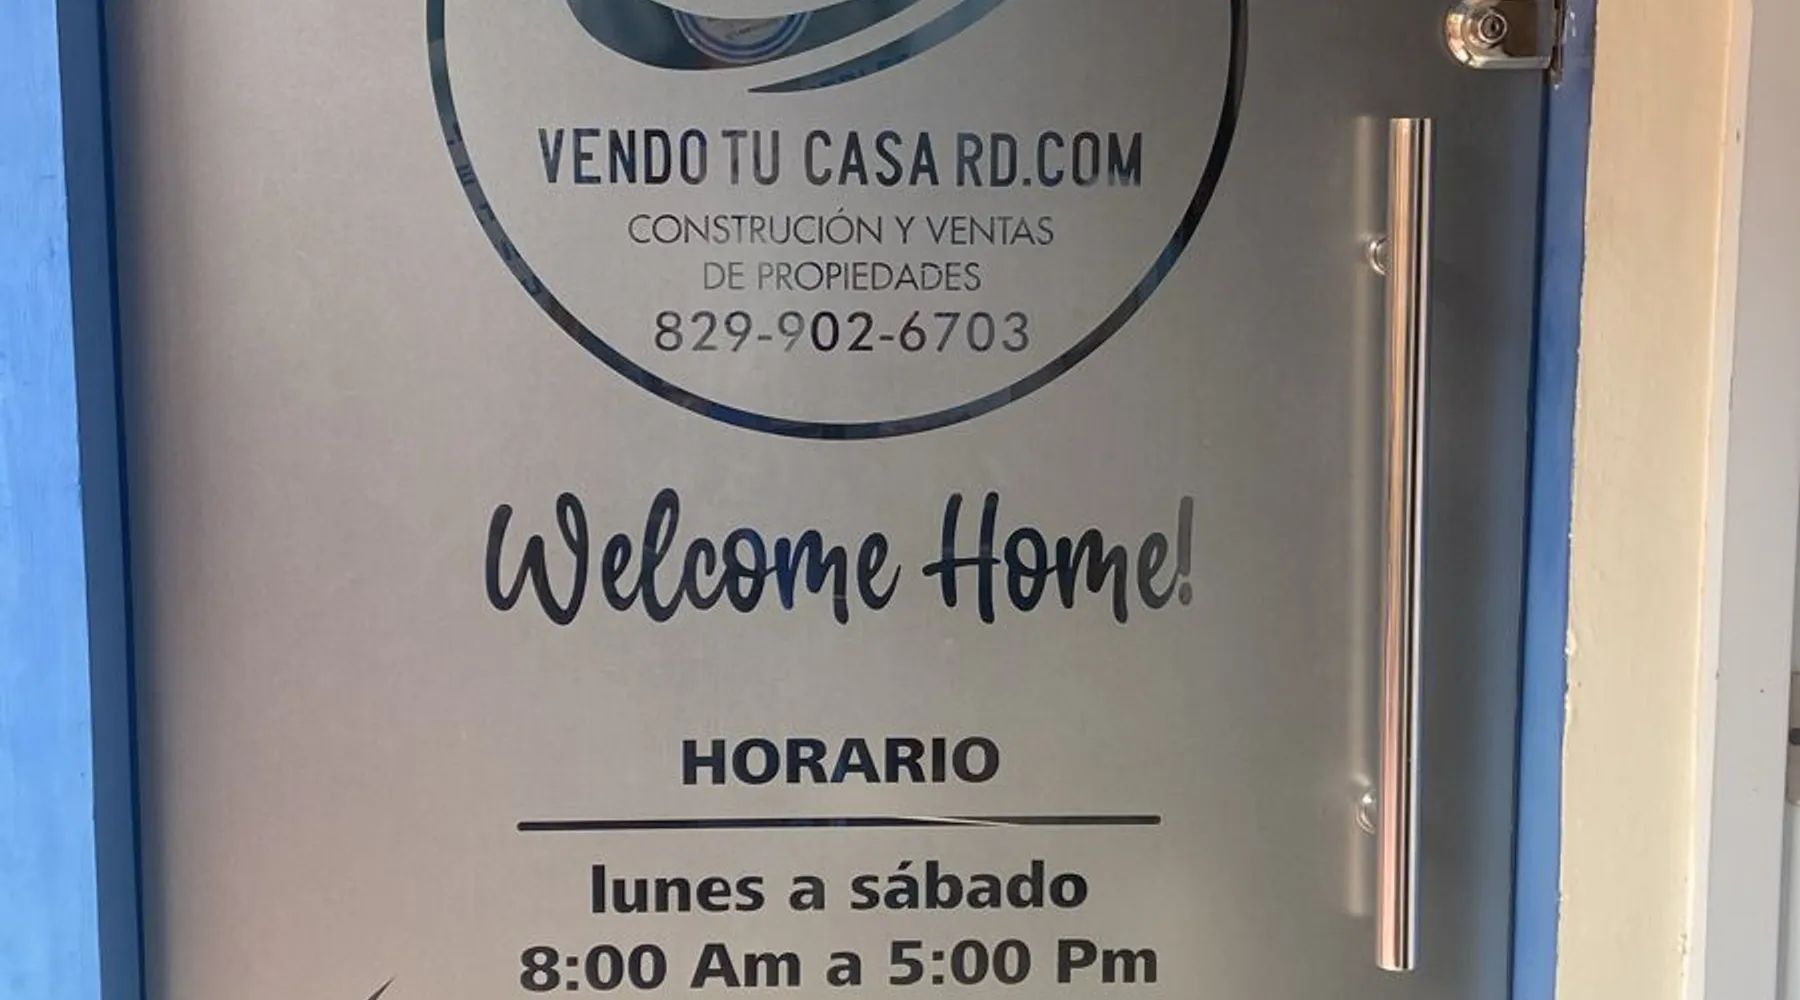 VENDO TU CASA RD.COM
CONSTRUCIÓN Y VENTAS
DE PROPIEDADES
829-902-6703
Welcome Home!
HORARIO
lunes a sábado
8:00 Am a 5:00 Pm